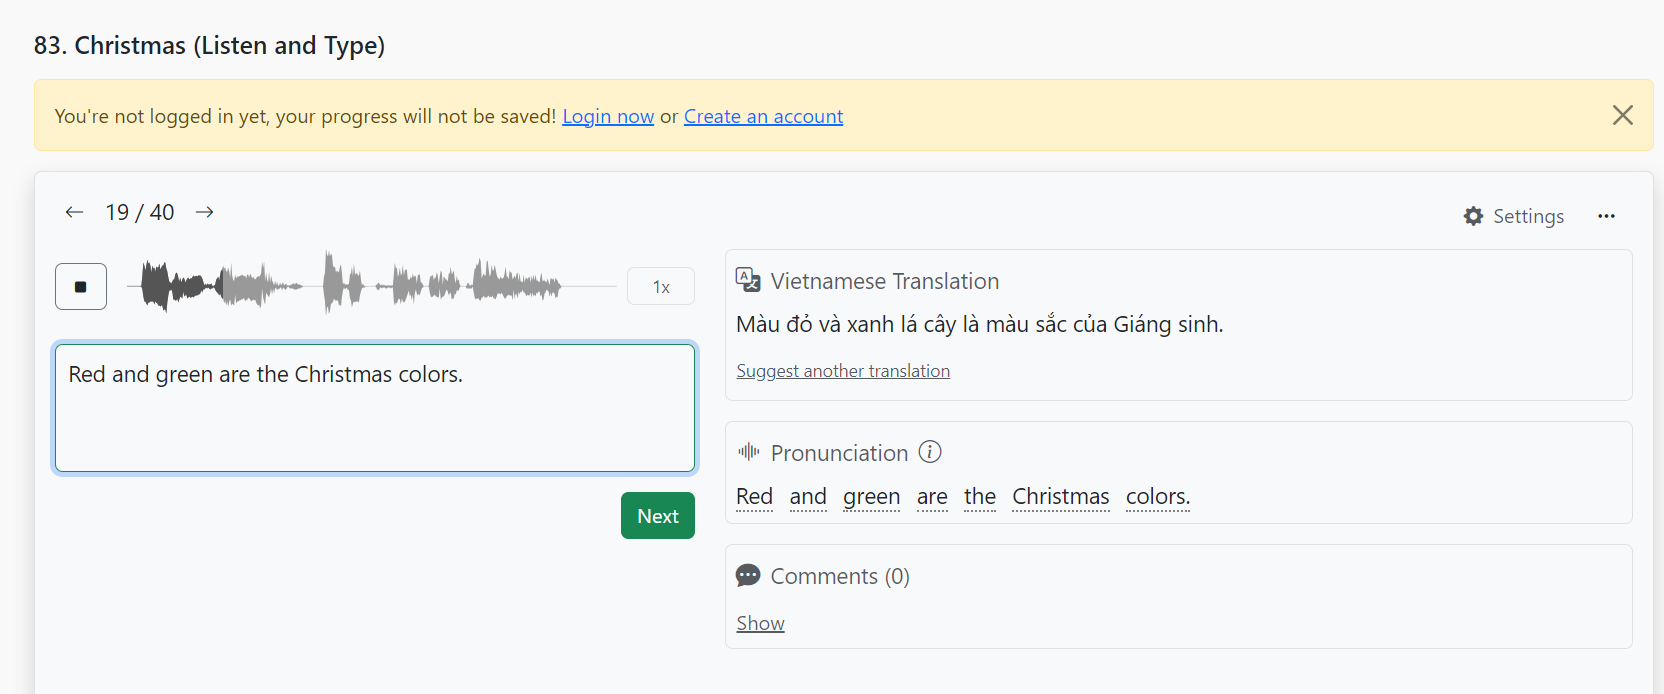 83. Christmas (Listen and Type)
You're not logged in yet, your progress will not be saved! Login now or Create an account
19 / 40
Settings
1x
Red and green are the Christmas colors.
Next
Vietnamese Translation
Màu đỏ và xanh lá cây là màu sắc của Giáng sinh.
Suggest another translation
Pronunciation
Red and green are the Christmas colors.
Comments (0)
Show